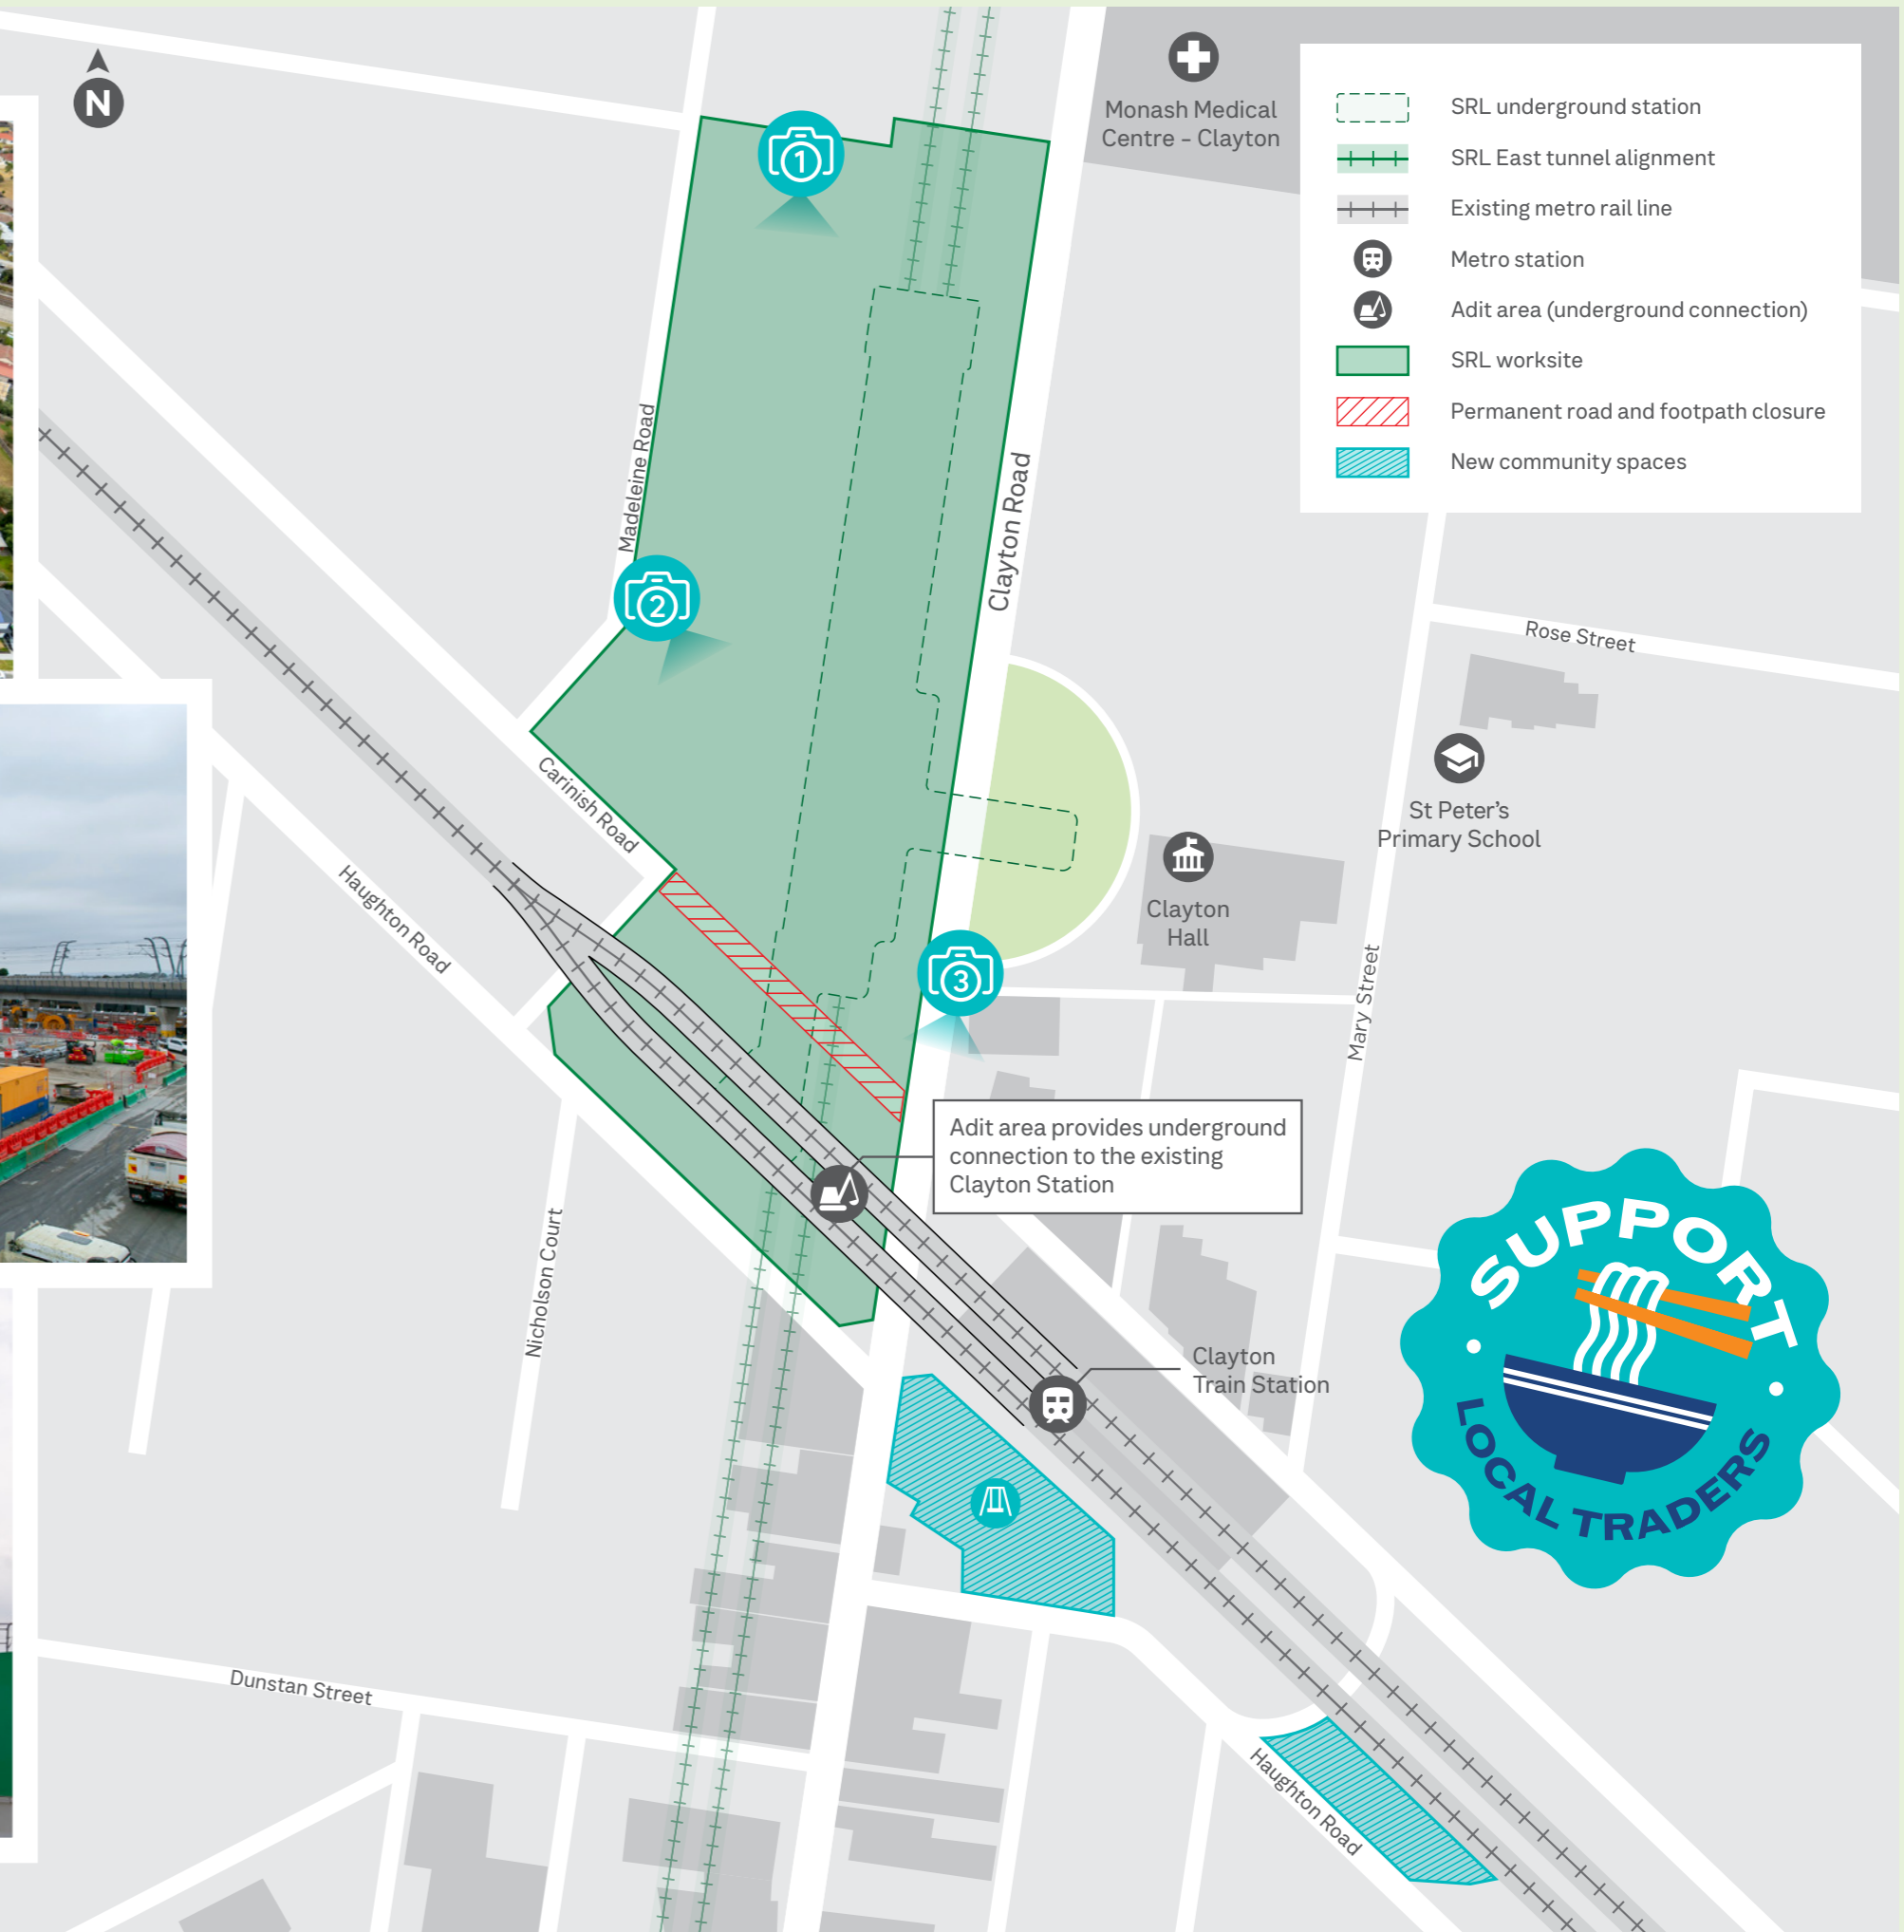 N
1
Monash Medical
Centre – Clayton
SRL underground station
SRL East tunnel alignment
Existing metro rail line
Metro station
Adit area (underground connection)
SRL worksite
Permanent road and footpath closure
New community spaces
Madeleine Road
Clayton Road
2
Rose Street
St Peter's
Primary School
Carinish Road
Haughton Road
Clayton
Hall
3
Mary Street
Adit area provides underground
connection to the existing
Clayton Station
Nicholson Court
Clayton
Train Station
SUPPORT
LOCAL TRADERS
Dunstan Street
Haughton Road